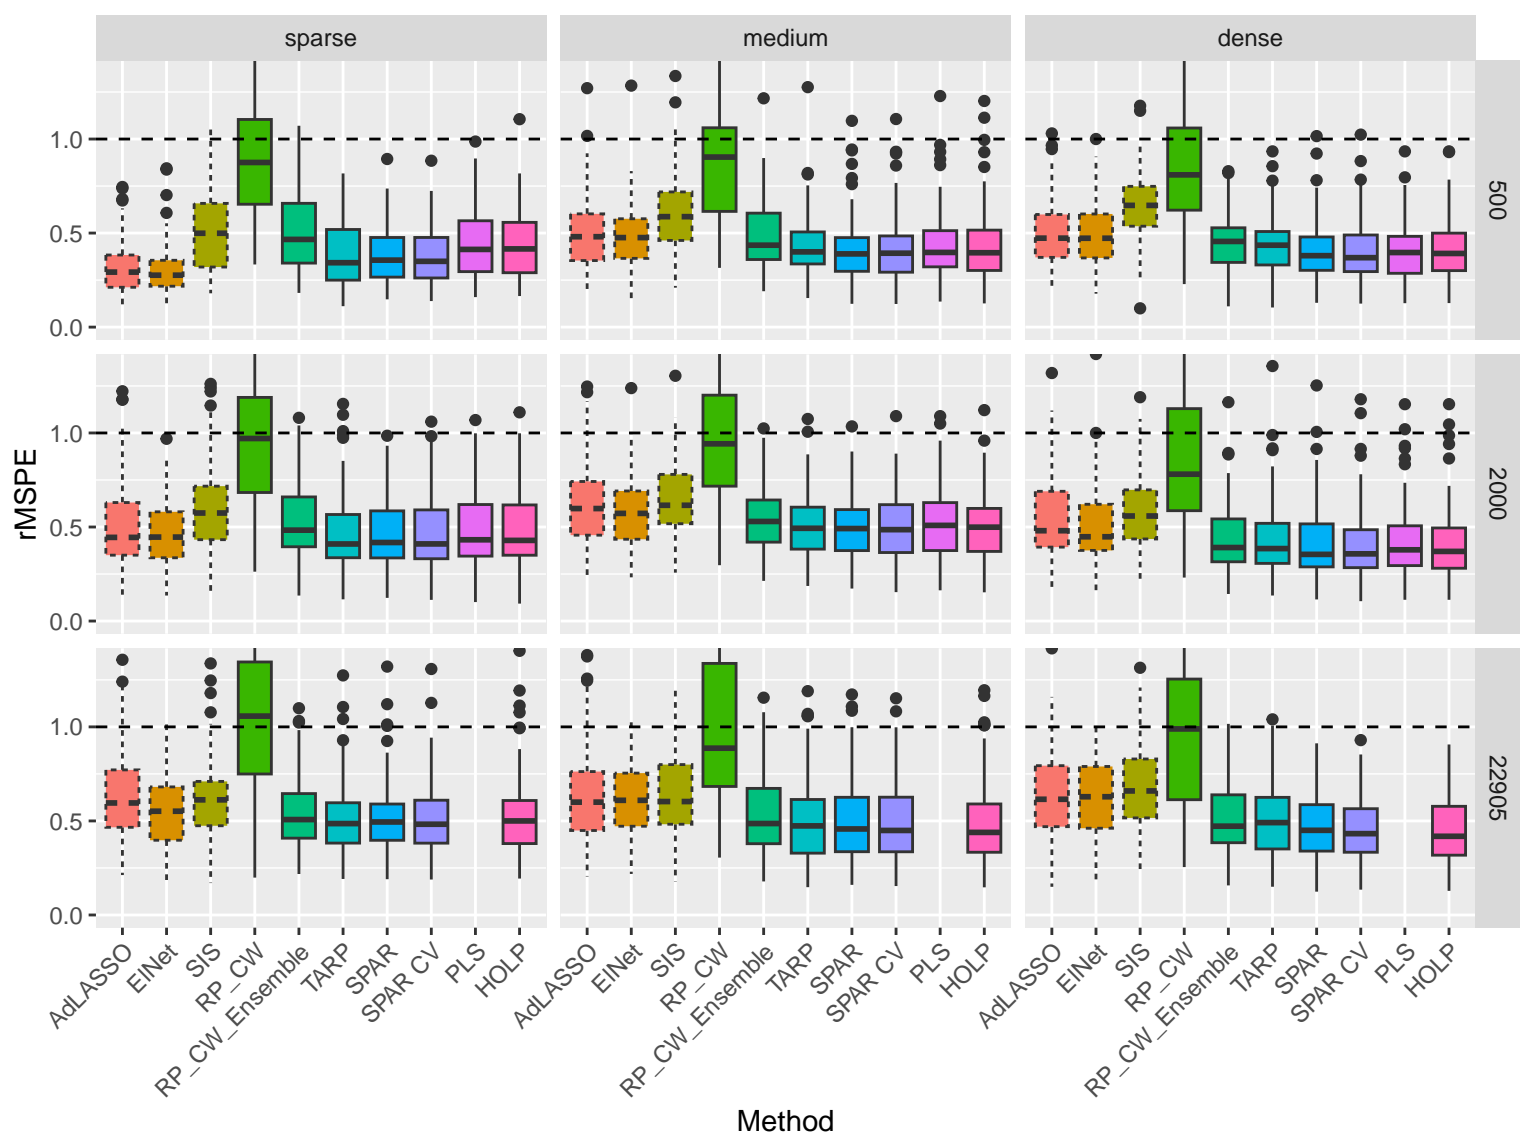 sparse medium dense
1.0
0.5
0.0
500
1.0
0.5
0.0
2000
1.0
0.5
0.0
22905
rMSPE
AdLASSO ElNet SIS RP_CW RP_CW_Ensemble TARP SPAR SPAR CV PLS HOLP
AdLASSO ElNet SIS RP_CW RP_CW_Ensemble TARP SPAR SPAR CV PLS HOLP
AdLASSO ElNet SIS RP_CW RP_CW_Ensemble TARP SPAR SPAR CV PLS HOLP
Method